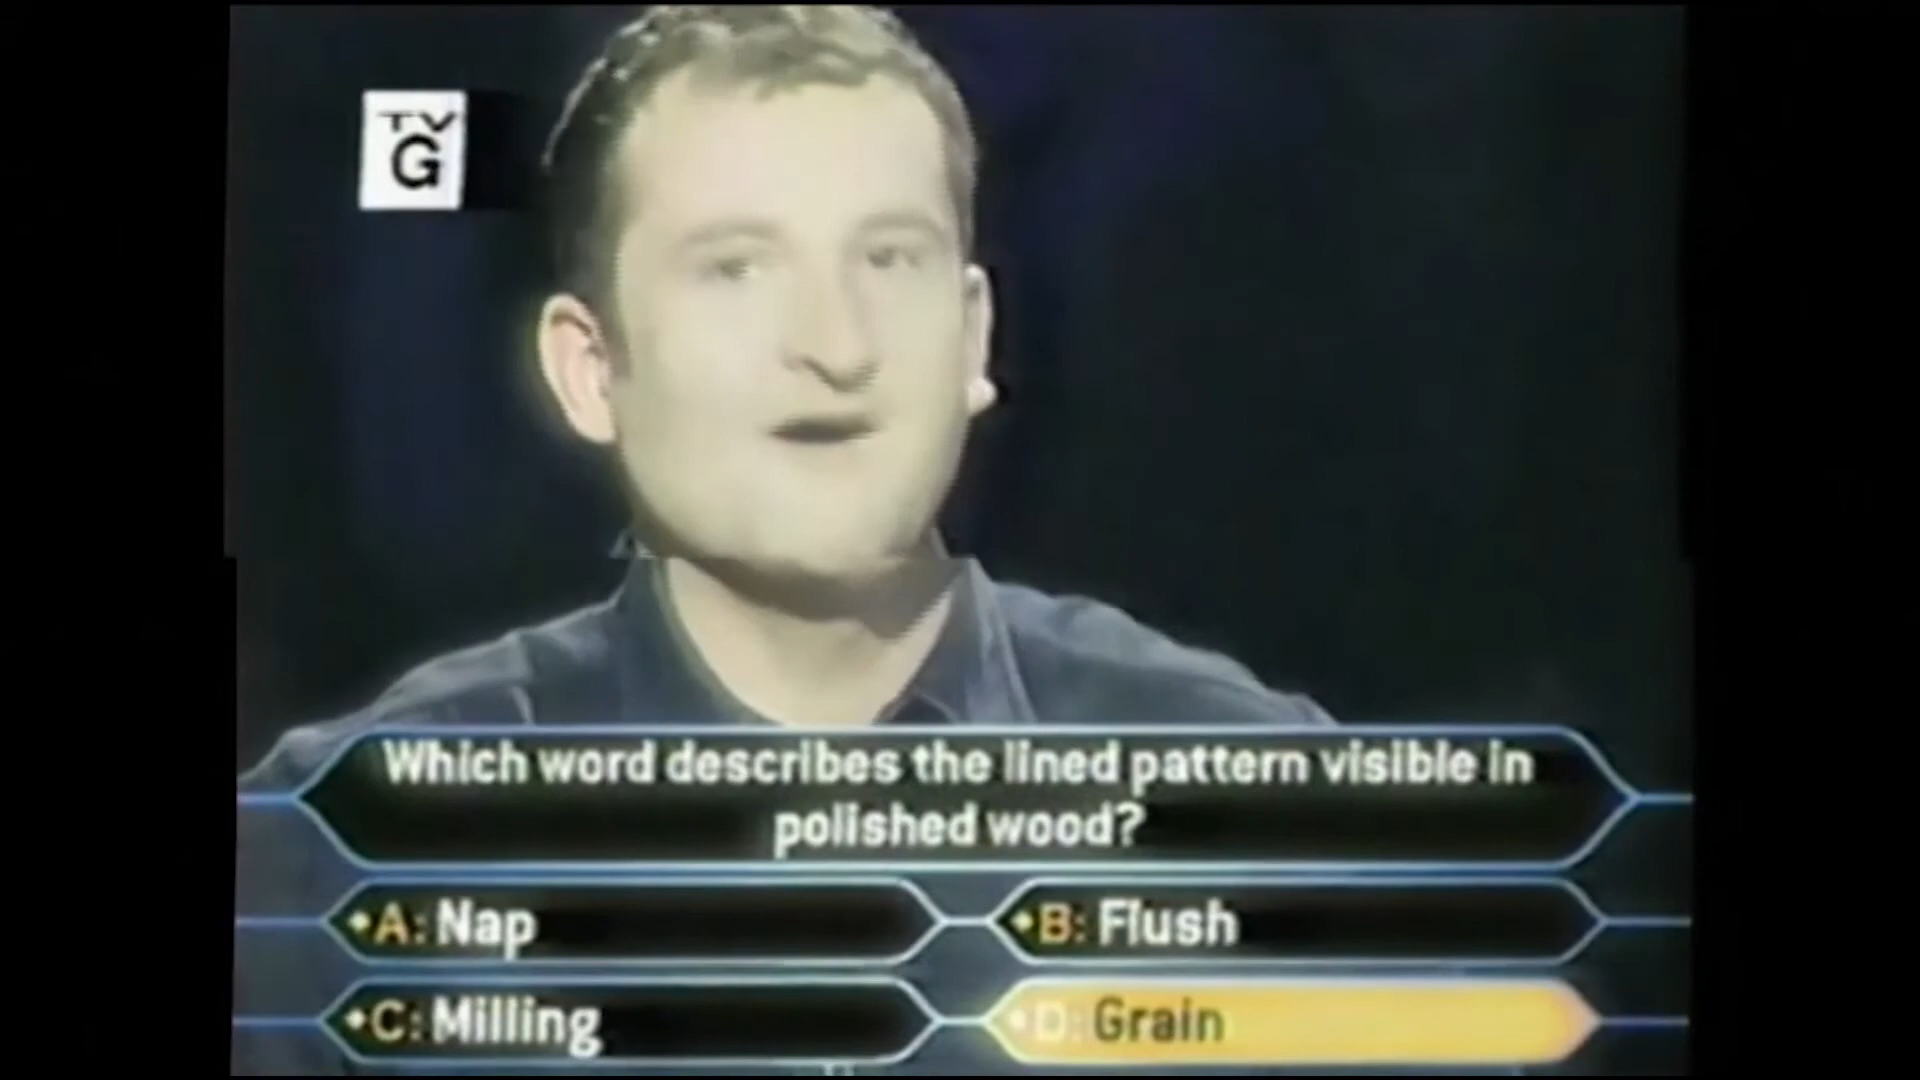 TV
G
Which word describes the lined pattern visible in
polished wood?
A: Nap
B: Flush
C: Milling
D: Grain